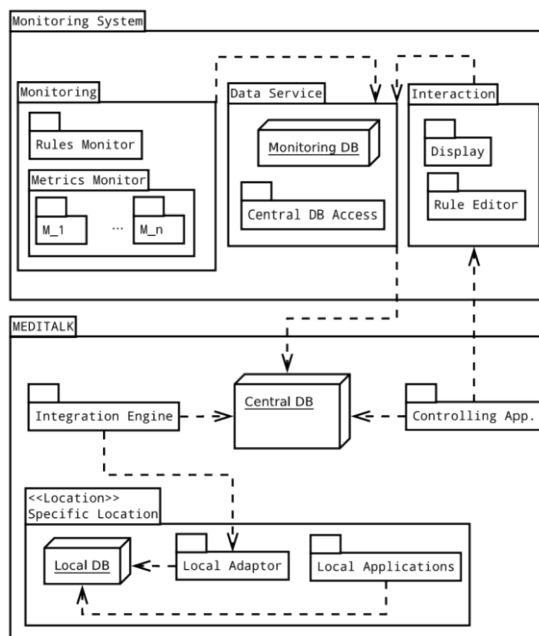 Monitoring System
Monitoring
Data Service
Interaction
Rules Monitor
Monitoring DB
Display
Metrics Monitor
Central DB Access
Rule Editor
M_1
...
M_n
MEDITALK
Integration Engine
Central DB
Controlling App.
<<Location>>
Specific Location
Local DB
Local Adaptor
Local Applications